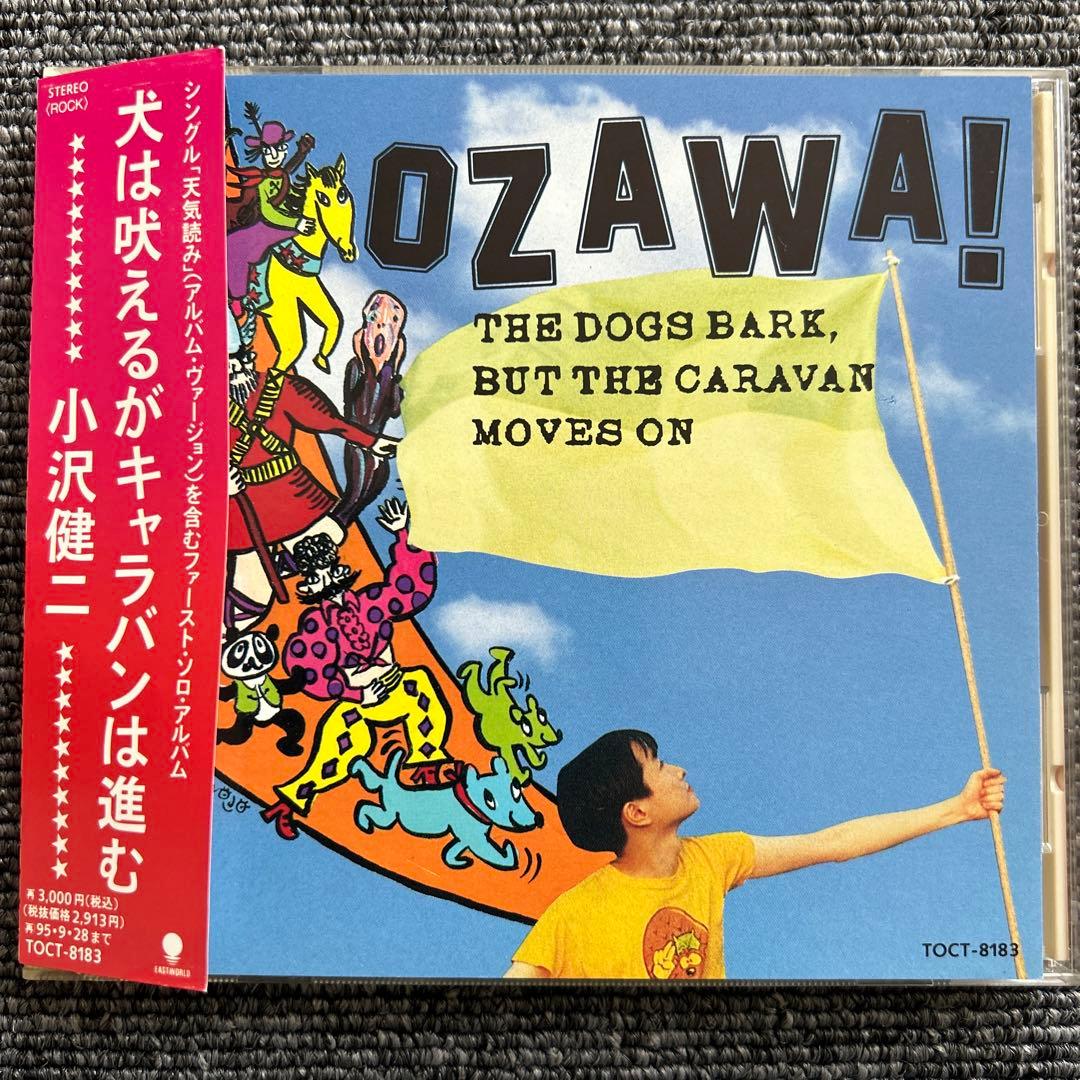 STEREO
〈ROCK〉
シングル「天気読み」(アルバム・ヴァージョン)を含むファースト・ソロ・アルバム
犬は吠えるがキャラバンは進む
★★★★★★★★★★ 小沢健二 ★★★★★★★★★★
再3,000円(税込)
(税抜価格2,913円)
再95・9・28まで
TOCT-8183
EASTWORLD
OZAWA!
THE DOGS BARK,
BUT THE CARAVAN
MOVES ON
TOCT-8183